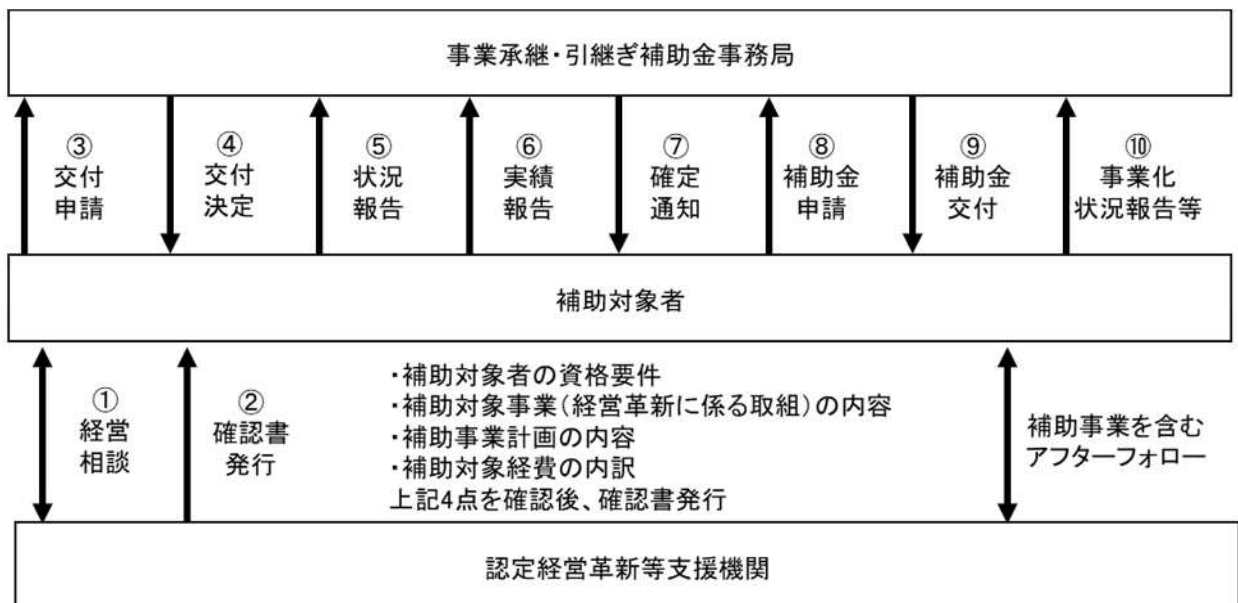 事業承継・引継ぎ補助金事務局
③
交付
申請
④
交付
決定
⑤
状況
報告
⑥
実績
報告
⑦
確定
通知
⑧
補助金
申請
⑨
補助金
交付
⑩
事業化
状況報告等
補助対象者
①
経営
相談
②
確認書
発行
・補助対象者の資格要件
・補助対象事業(経営革新に係る取組)の内容
・補助事業計画の内容
・補助対象経費の内訳
上記4点を確認後、確認書発行
補助事業を含む
アフターフォロー
認定経営革新等支援機関